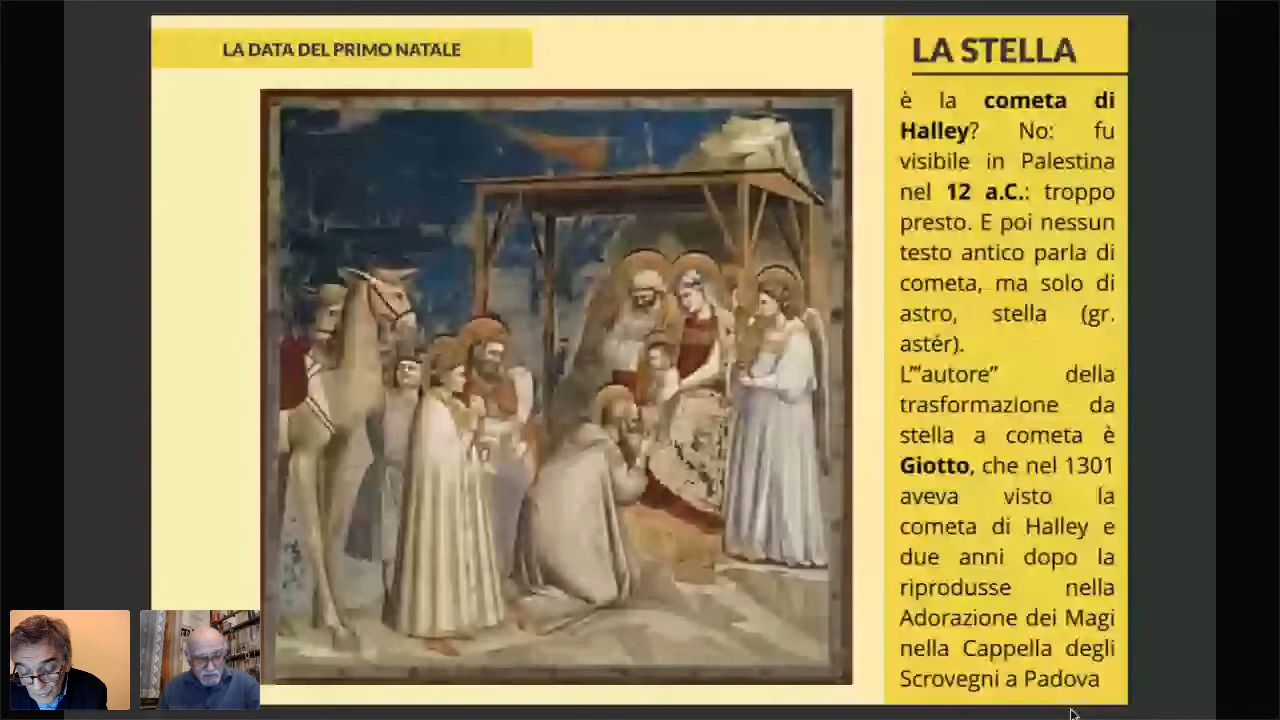 LA DATA DEL PRIMO NATALE
LA STELLA
è la cometa di
Halley? No: fu
visibile in Palestina
nel 12 a.C.: troppo
presto. E poi nessun
testo antico parla di
cometa, ma solo di
astro, stella (gr.
astér).
L'"autore" della
trasformazione da
stella a cometa è
Giotto, che nel 1301
aveva visto la
cometa di Halley e
due anni dopo la
riprodusse nella
Adorazione dei Magi
nella Cappella degli
Scrovegni a Padova